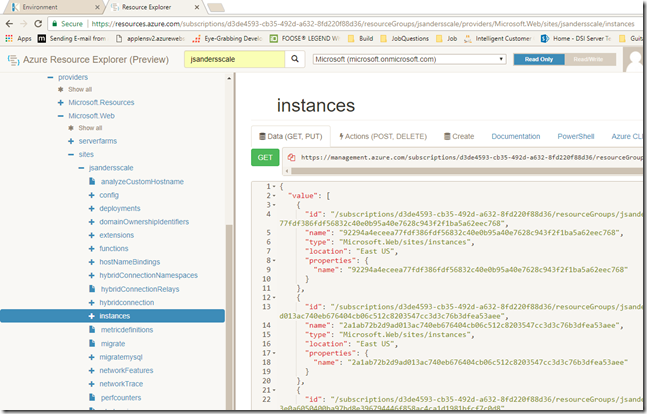 Environment
Resource Explorer
Secure
https://resources.azure.com/subscriptions/d3de4593-cb35-492d-a632-8fd220f88d36/resourceGroups/jsandersscale/providers/Microsoft.Web/sites/jsandersscale/instances
Apps
msn
Sending E-mail from
applensv2.azureweb
Eye-Grabbing Develo
FOOSE® LEGEND W
Build
JobQuestions
Job
Intelligent Customer
Home - DSI Server T
Guita
Azure Resource Explorer (Preview)
jsandersscale
Microsoft (microsoft.onmicrosoft.com)
Read Only
Read/Write
providers
Show all
Microsoft.Resources
Microsoft.Web
Show all
serverfarms
sites
jsandersscale
analyzeCustomHostname
config
deployments
domainOwnershipIdentifiers
extensions
functions
hostNameBindings
hybridConnectionNamespaces
hybridConnectionRelays
hybridconnection
instances
metricdefinitions
migrate
migratemysql
networkFeatures
networkTrace
perfcounters
instances
Data (GET, PUT)
Actions (POST, DELETE)
Create
Documentation
PowerShell
Azure CL
GET
https://management.azure.com/subscriptions/d3de4593-cb35-492d-a632-8fd220f88d36/resourceGroup
1 {
2 "value": [
3 {
4 "id": "/subscriptions/d3de4593-cb35-492d-a632-8fd220f88d36/resourceGroups/jsande
77fdf386fdf56832c40e0b95a40e7628c943f2f1ba5a62eec768",
5 "name": "92294a4eceea77fdf386fdf56832c40e0b95a40e7628c943f2f1ba5a62eec768",
6 "type": "Microsoft.Web/sites/instances",
7 "location": "East US",
8 "properties": {
9 "name": "92294a4eceea77fdf386fdf56832c40e0b95a40e7628c943f2f1ba5a62eec768"
10 }
11 },
12 {
13 "id": "/subscriptions/d3de4593-cb35-492d-a632-8fd220f88d36/resourceGroups/jsande
d013ac740eb676404cb06c512c8203547cc3d3c76b3dfea53aee",
14 "name": "2a1ab72b2d9ad013ac740eb676404cb06c512c8203547cc3d3c76b3dfea53aee",
15 "type": "Microsoft.Web/sites/instances",
16 "location": "East US",
17 "properties": {
18 "name": "2a1ab72b2d9ad013ac740eb676404cb06c512c8203547cc3d3c76b3dfea53aee"
19 }
20 },
21 {
22 "id": "/subscriptions/d3de4593-cb35-492d-a632-8fd220f88d36/resourceGroups/jsande